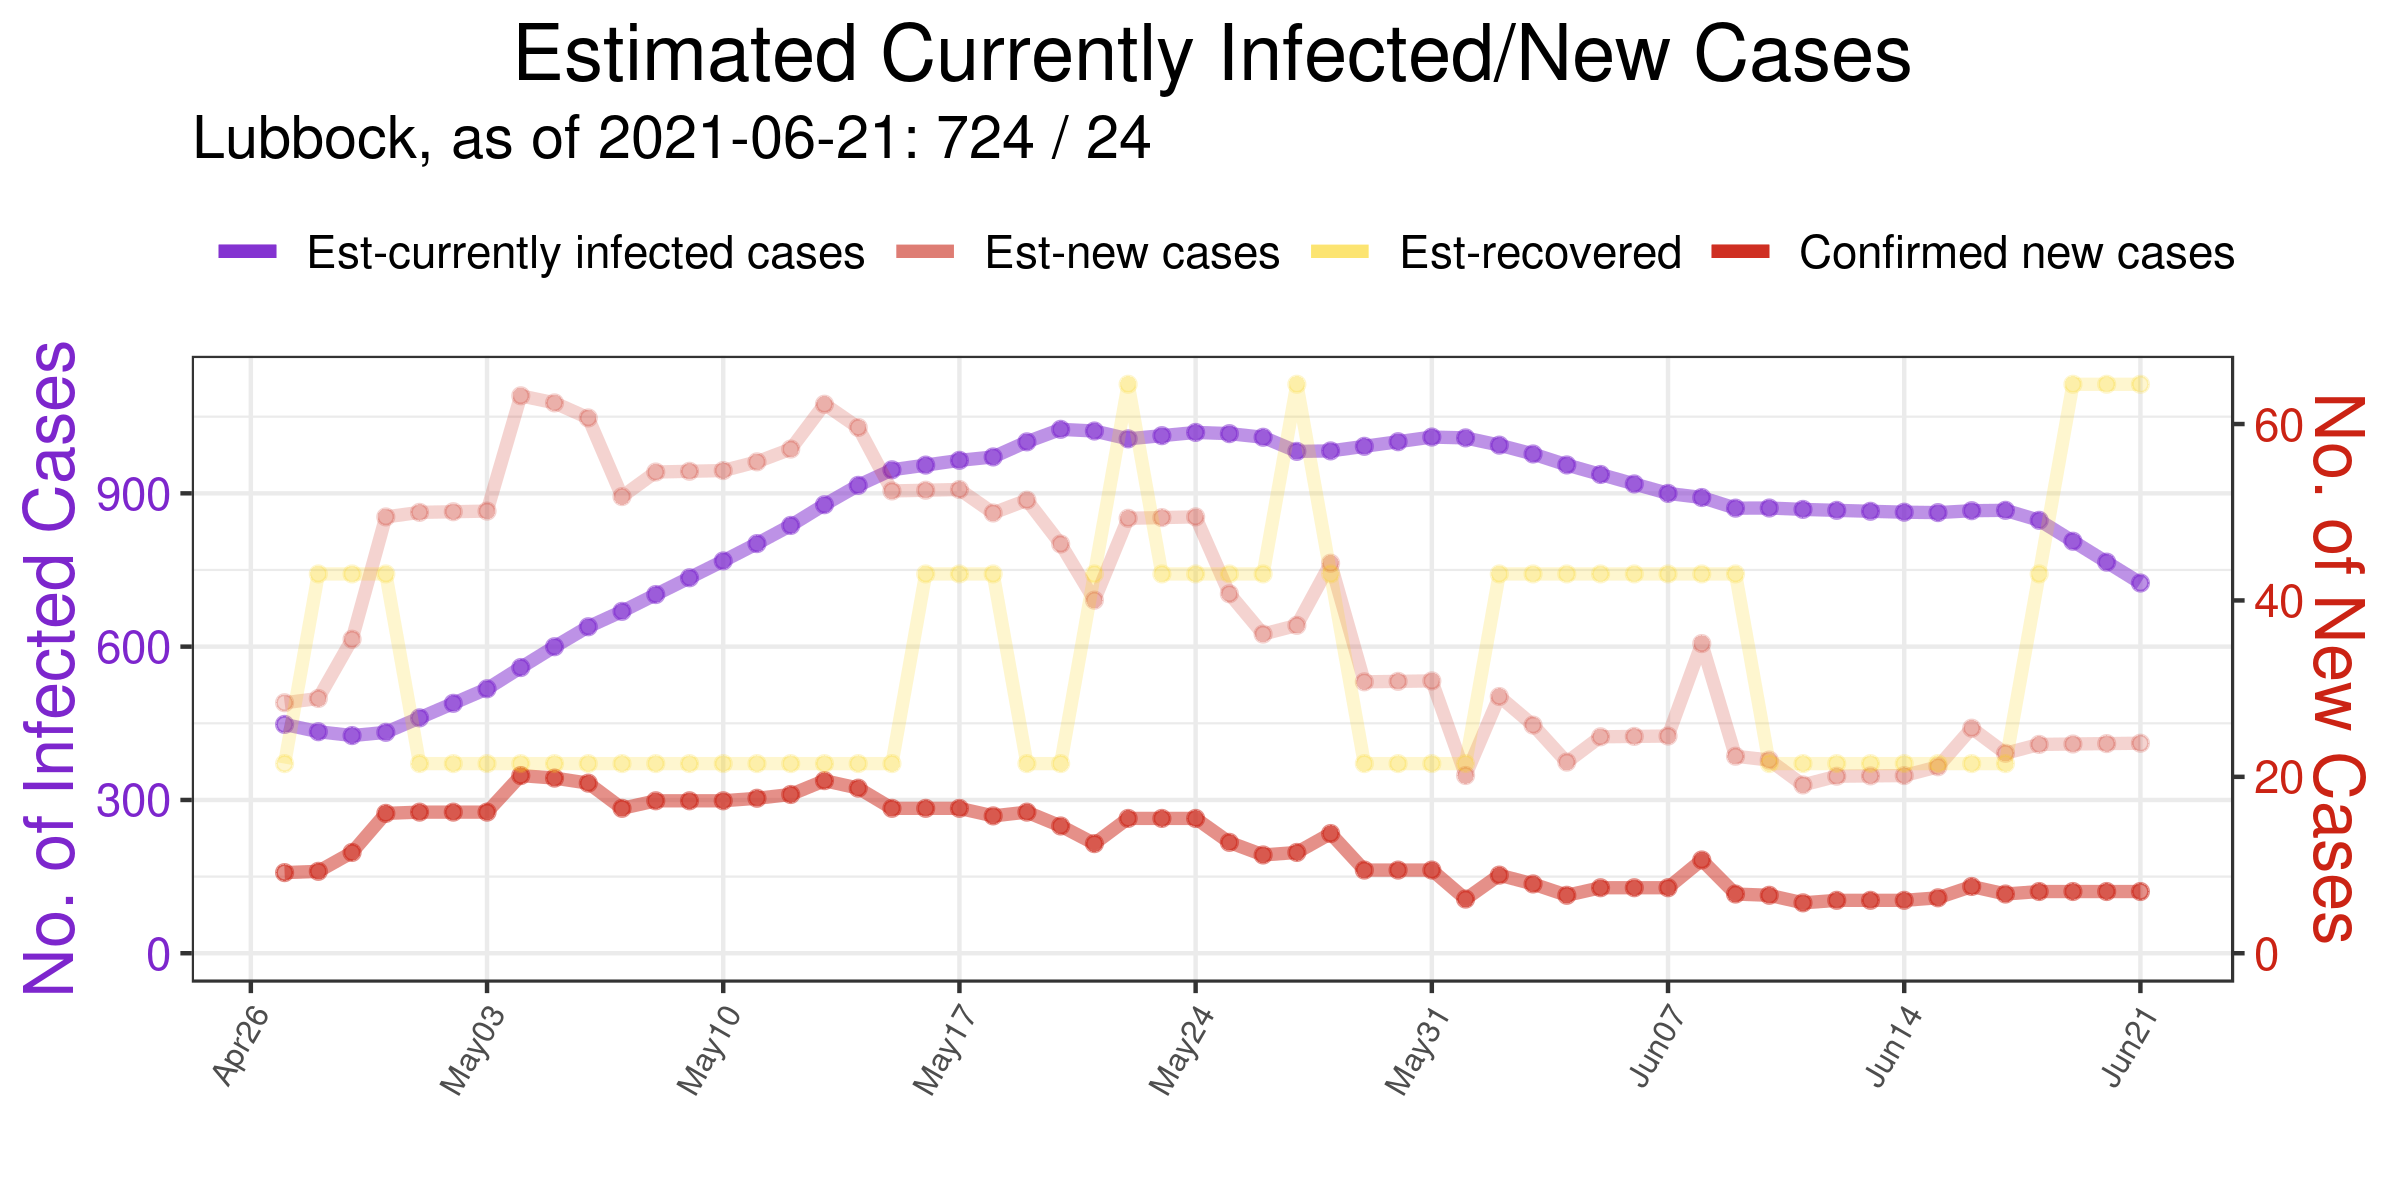 Estimated Currently Infected/New Cases
Lubbock, as of 2021-06-21: 724 / 24
Est-currently infected cases Est-new cases Est-recovered Confirmed new cases
No. of Infected Cases
900
600
300
0
60
40
20
0
No. of New Cases
Apr26 May03 May10 May17 May24 May31 Jun07 Jun14 Jun21